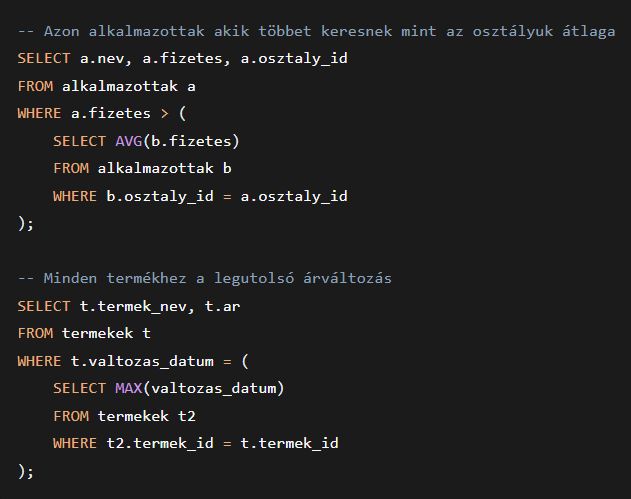 -- Azon alkalmazottak akik többet keresnek mint az osztályuk átlaga
SELECT a.nev, a.fizetes, a.osztaly_id
FROM alkalmazottak a
WHERE a.fizetes > (
    SELECT AVG(b.fizetes)
    FROM alkalmazottak b
    WHERE b.osztaly_id = a.osztaly_id
);

-- Minden termékhez a legutolsó árváltozás
SELECT t.termek_nev, t.ar
FROM termekek t
WHERE t.valtozas_datum = (
    SELECT MAX(valtozas_datum)
    FROM termekek t2
    WHERE t2.termek_id = t.termek_id
);